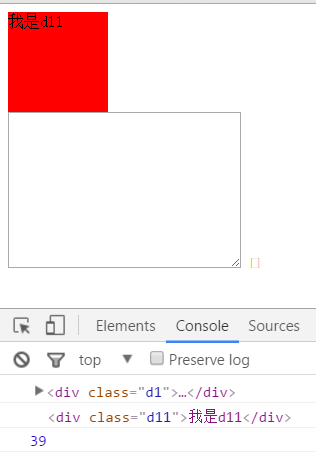 我是d11
Elements Console Sources
top Preserve log
<div class="d1">…</div>
<div class="d11">我是d11</div>
39